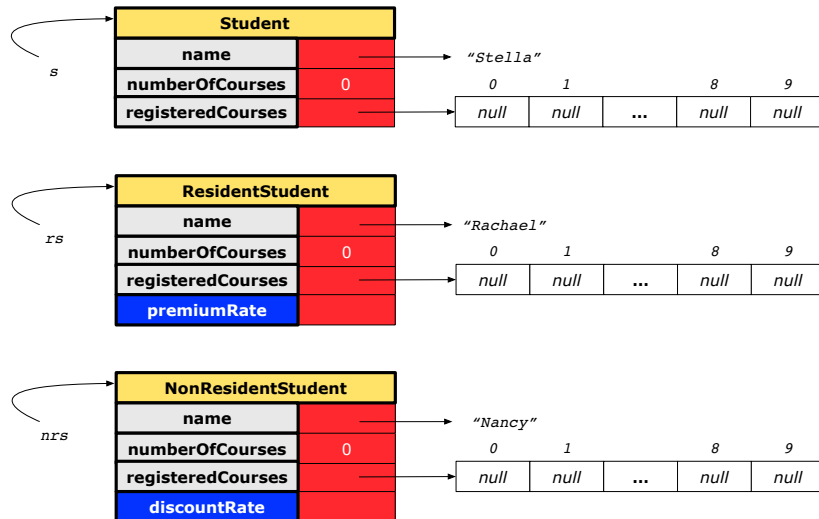 Student
name "Stella"
s
numberOfCourses 0 0 1 8 9
registeredCourses null null ... null null
ResidentStudent
name "Rachael"
rs
numberOfCourses 0 0 1 8 9
registeredCourses null null ... null null
premiumRate
NonResidentStudent
name "Nancy"
nrs
numberOfCourses 0 0 1 8 9
registeredCourses null null ... null null
discountRate